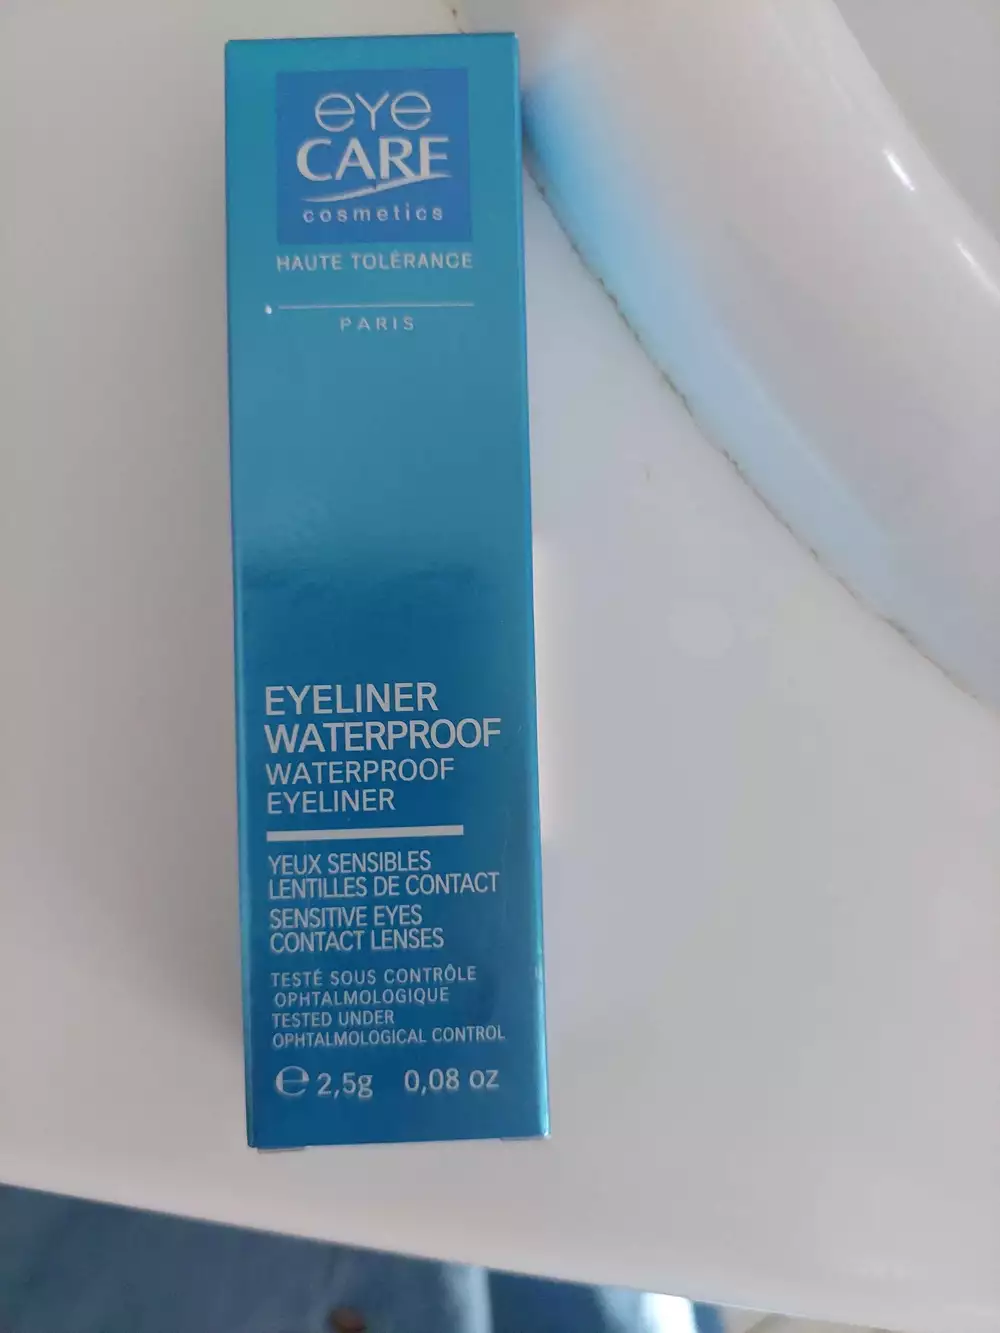 eye
CARE
cosmetics
HAUTE TOLÉRANCE
PARIS
EYELINER
WATERPROOF
WATERPROOF
EYELINER
YEUX SENSIBLES
LENTILLES DE CONTACT
SENSITIVE EYES
CONTACT LENSES
TESTÉ SOUS CONTRÔLE
OPHTALMOLOGIQUE
TESTED UNDER
OPHTALMOLOGICAL CONTROL
℮ 2,5g 0,08 oz